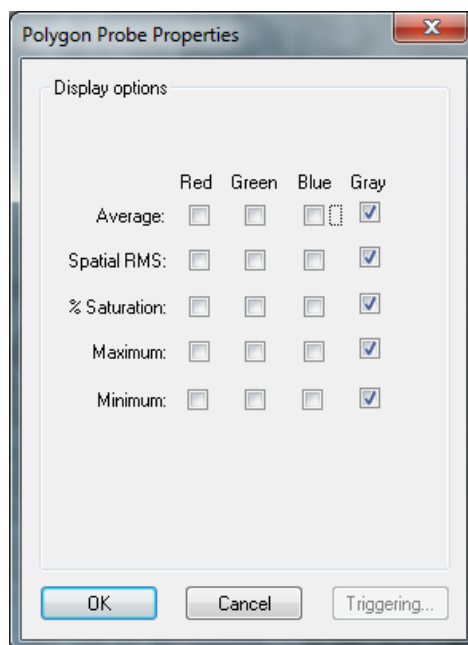 Polygon Probe Properties
Display options
Red Green Blue Gray
Average:
Spatial RMS:
% Saturation:
Maximum:
Minimum:
OK Cancel Triggering...